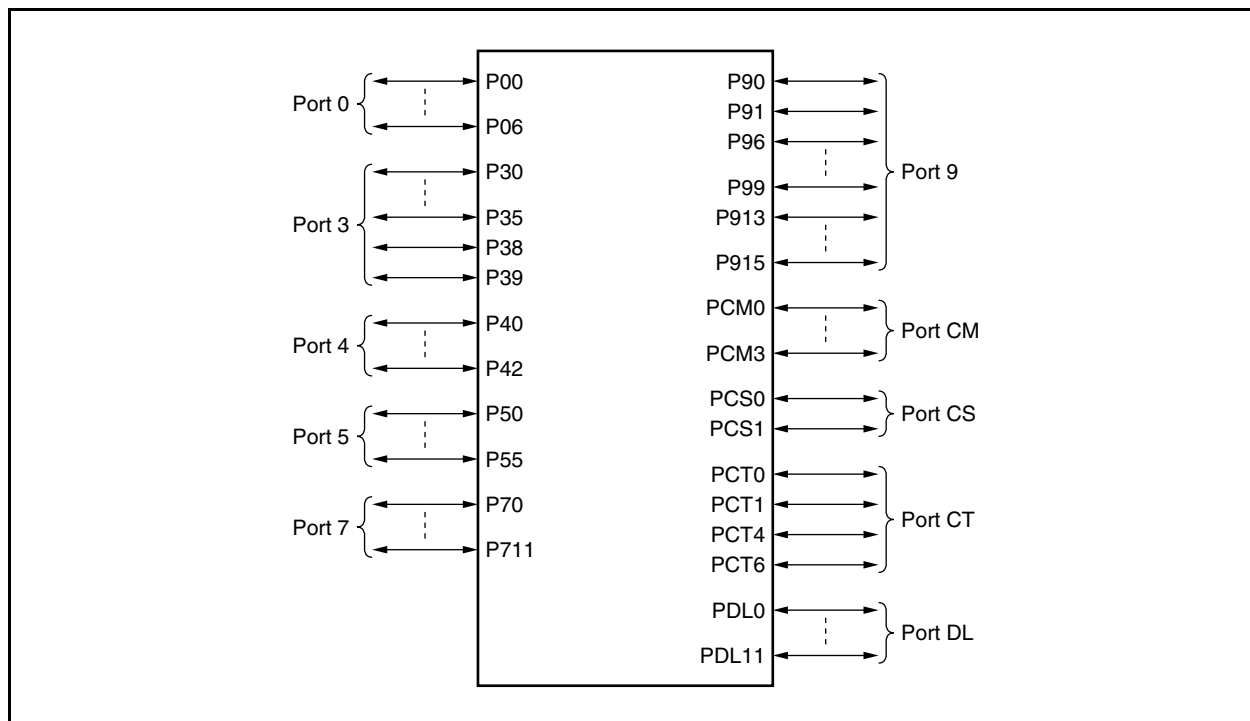 Port 0
P00
P06
Port 3
P30
P35
P38
P39
Port 4
P40
P42
Port 5
P50
P55
Port 7
P70
P711
P90
P91
P96
P99
P913
P915
Port 9
PCM0
PCM3
Port CM
PCS0
PCS1
Port CS
PCT0
PCT1
PCT4
PCT6
Port CT
PDL0
PDL11
Port DL